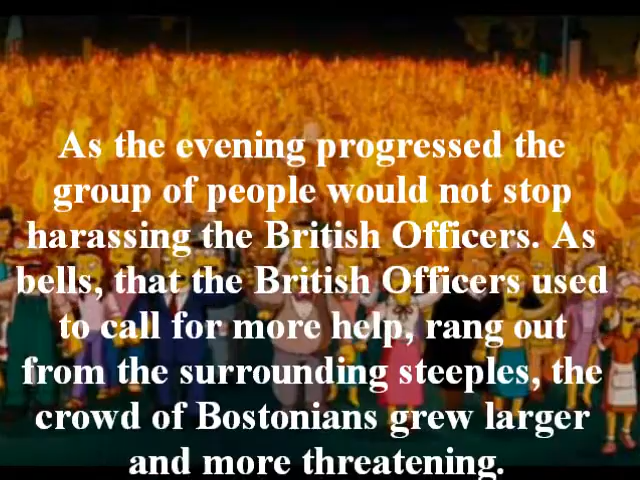 As the evening progressed the
group of people would not stop
harassing the British Officers. As
bells, that the British Officers used
to call for more help, rang out
from the surrounding steeples, the
crowd of Bostonians grew larger
and more threatening.